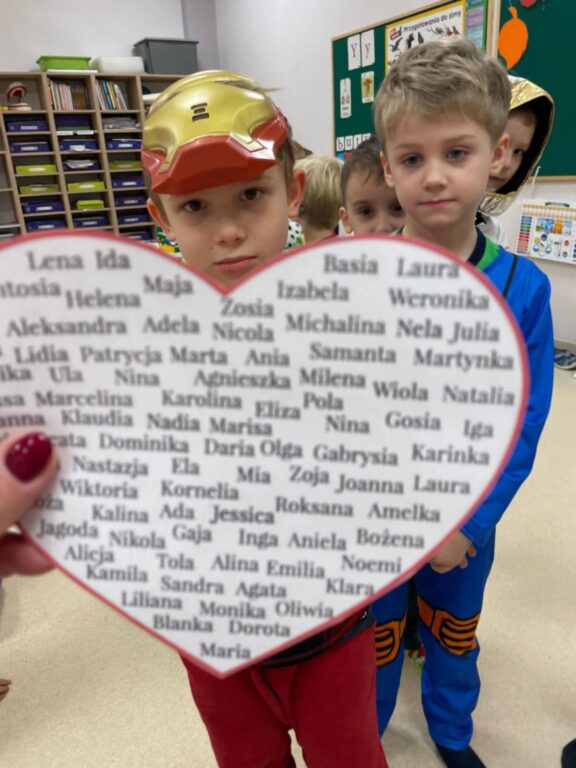 Przygotowania do zimy
Y y
Lena Ida Basia Laura
Maja Izabela
Helena Zosia Weronika
Aleksandra Adela Nicola Michalina Nela Julia
Lidia Patrycja Marta Ania Samanta Martynka
Ula Nina Agnieszka Milena Wiola Natalia
Marcelina Karolina Eliza Pola
Klaudia Nadia Marisa Nina Gosia Iga
Dominika Daria Olga Gabrysia Karinka
Nastazja Ela Mia Zoja Joanna Laura
Wiktoria Kornelia Roksana Amelka
Kalina Ada Jessica
Jagoda Nikola Gaja Inga Aniela Bożena
Alicja Tola Alina Emilia Noemi
Kamila Sandra Agata Klara
Liliana Monika Oliwia
Blanka Dorota
Maria